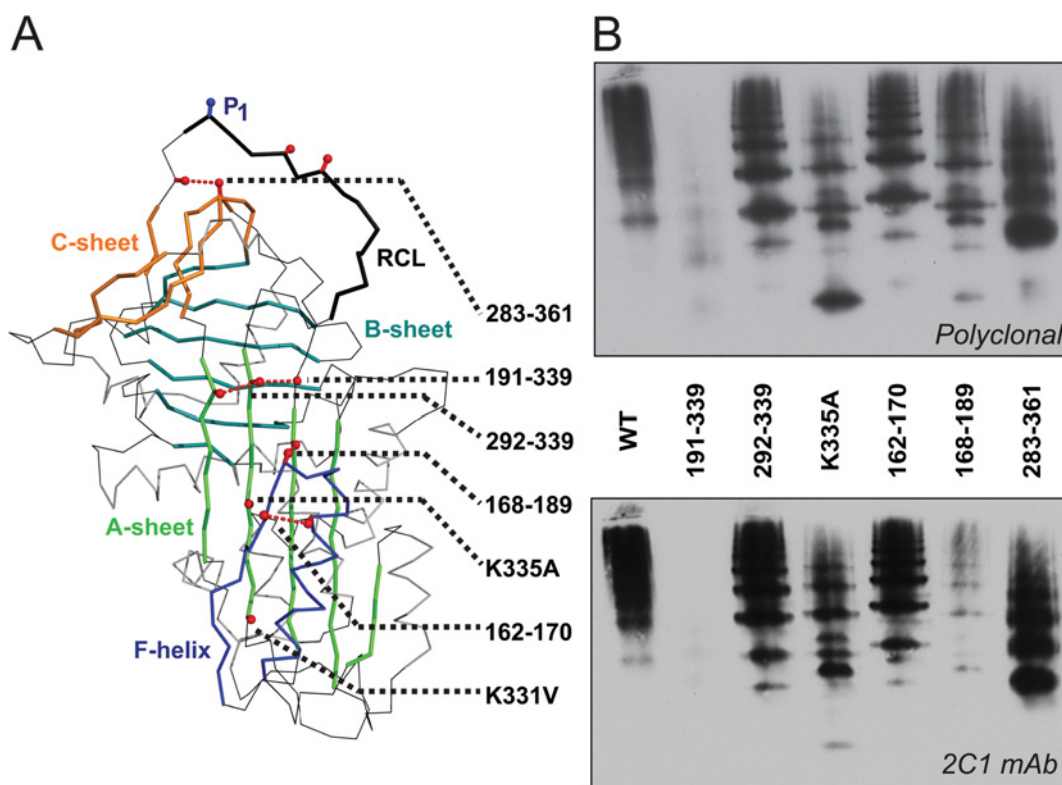 A
P1
C-sheet
RCL
283-361
B-sheet
191-339
292-339
168-189
A-sheet
K335A
162-170
F-helix
K331V
B
Polyclonal
WT
191-339
292-339
K335A
162-170
168-189
283-361
2C1 mAb